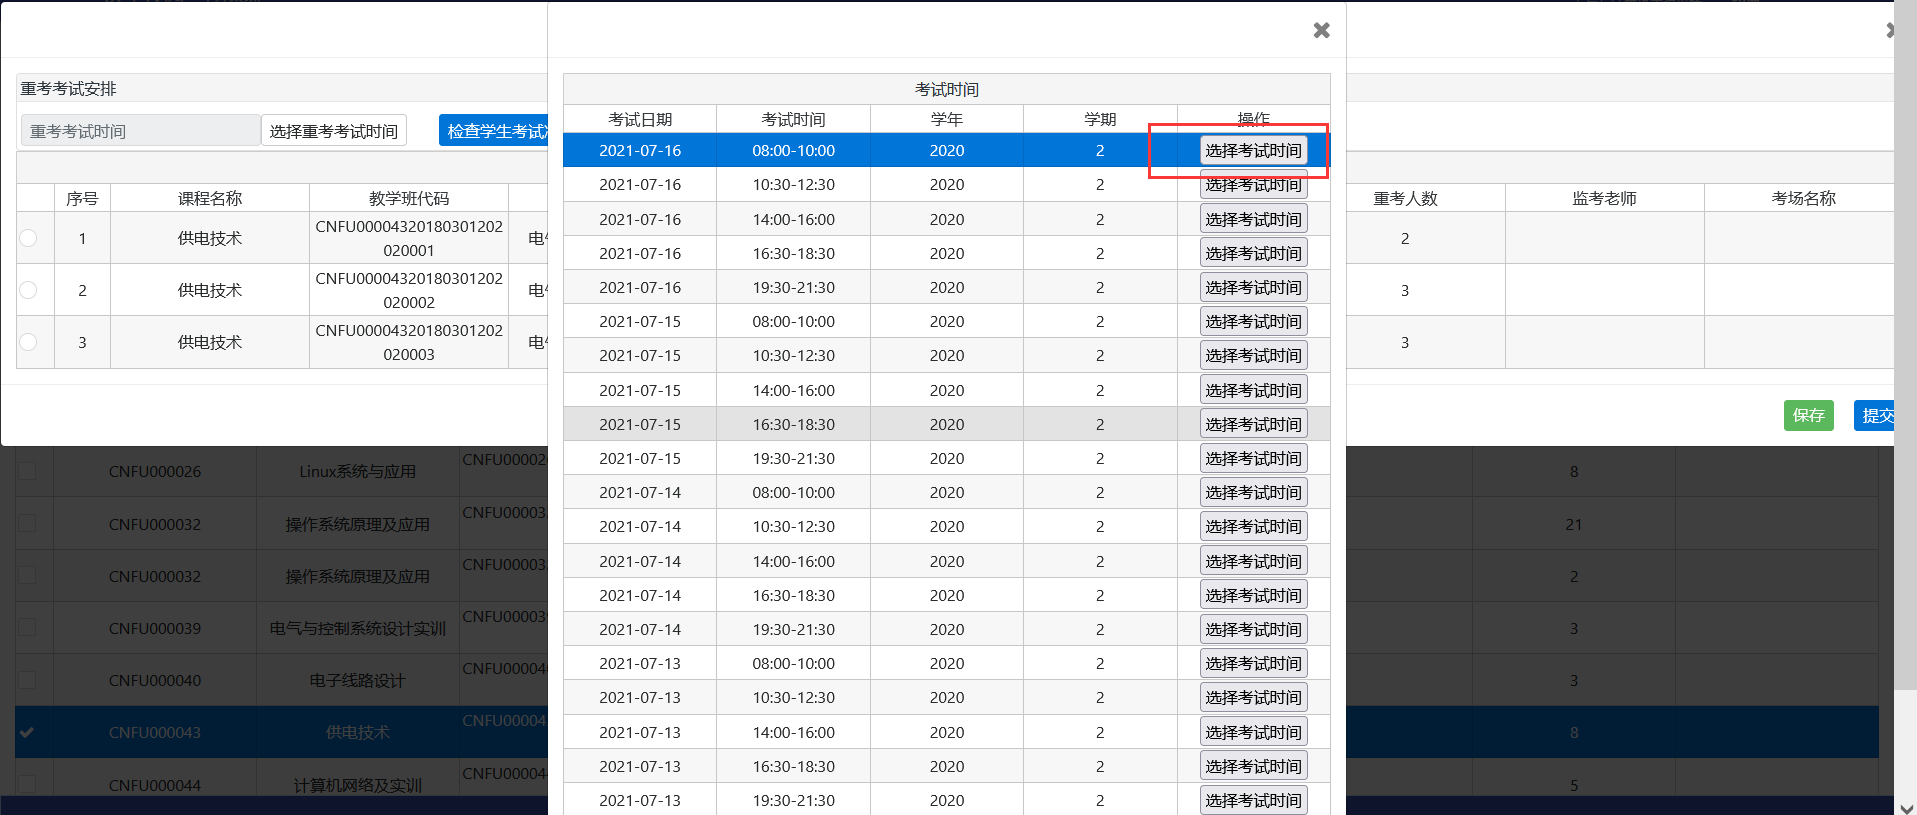 重考考试安排
重考考试时间 选择重考考试时间 检查学生考试
序号 课程名称 教学班代码 重考人数 监考老师 考场名称
1 供电技术 CNFU00004320180301202 2
020001
2 供电技术 CNFU00004320180301202 3
020002
3 供电技术 CNFU00004320180301202 3
020003
保存 提交
考试时间
考试日期 考试时间 学年 学期 操作
2021-07-16 08:00-10:00 2020 2 选择考试时间
2021-07-16 10:30-12:30 2020 2 选择考试时间
2021-07-16 14:00-16:00 2020 2 选择考试时间
2021-07-16 16:30-18:30 2020 2 选择考试时间
2021-07-16 19:30-21:30 2020 2 选择考试时间
2021-07-15 08:00-10:00 2020 2 选择考试时间
2021-07-15 10:30-12:30 2020 2 选择考试时间
2021-07-15 14:00-16:00 2020 2 选择考试时间
2021-07-15 16:30-18:30 2020 2 选择考试时间
2021-07-15 19:30-21:30 2020 2 选择考试时间
2021-07-14 08:00-10:00 2020 2 选择考试时间
2021-07-14 10:30-12:30 2020 2 选择考试时间
2021-07-14 14:00-16:00 2020 2 选择考试时间
2021-07-14 16:30-18:30 2020 2 选择考试时间
2021-07-14 19:30-21:30 2020 2 选择考试时间
2021-07-13 08:00-10:00 2020 2 选择考试时间
2021-07-13 10:30-12:30 2020 2 选择考试时间
2021-07-13 14:00-16:00 2020 2 选择考试时间
2021-07-13 16:30-18:30 2020 2 选择考试时间
2021-07-13 19:30-21:30 2020 2 选择考试时间
CNFU000026 Linux系统与应用 CNFU00002 8
CNFU000032 操作系统原理及应用 CNFU00003 21
CNFU000032 操作系统原理及应用 CNFU00003 2
CNFU000039 电气与控制系统设计实训 CNFU00003 3
CNFU000040 电子线路设计 CNFU00004 3
CNFU000043 供电技术 CNFU00004 8
CNFU000044 计算机网络及实训 CNFU00004 5